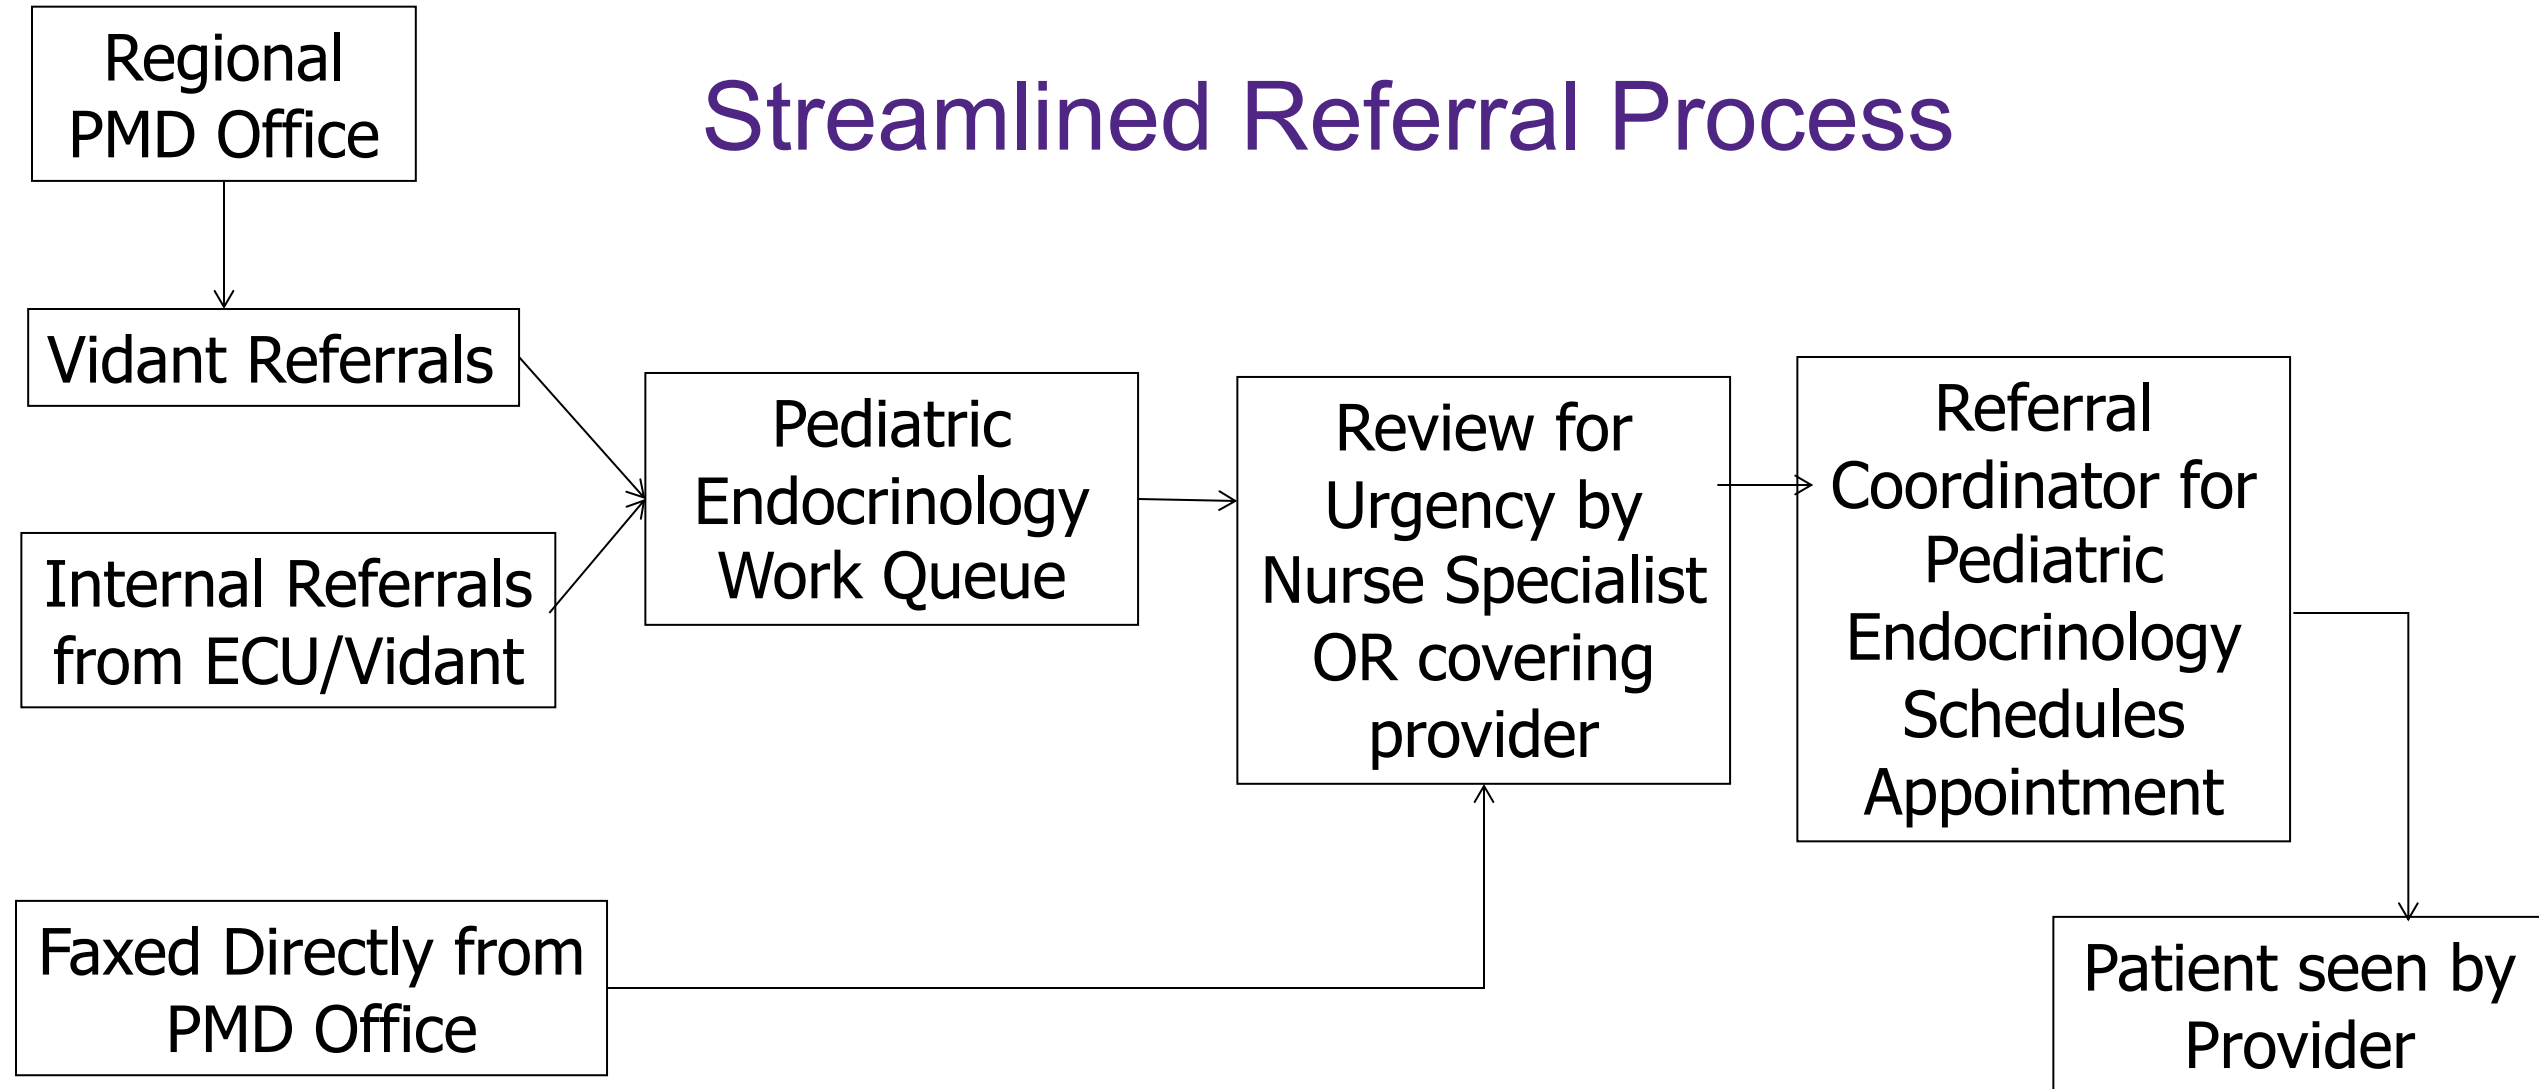 Regional
PMD Office
Streamlined Referral Process
Vidant Referrals
Internal Referrals
from ECU/Vidant
Pediatric
Endocrinology
Work Queue
Review for
Urgency by
Nurse Specialist
OR covering
provider
Referral
Coordinator for
Pediatric
Endocrinology
Schedules
Appointment
Faxed Directly from
PMD Office
Patient seen by
Provider